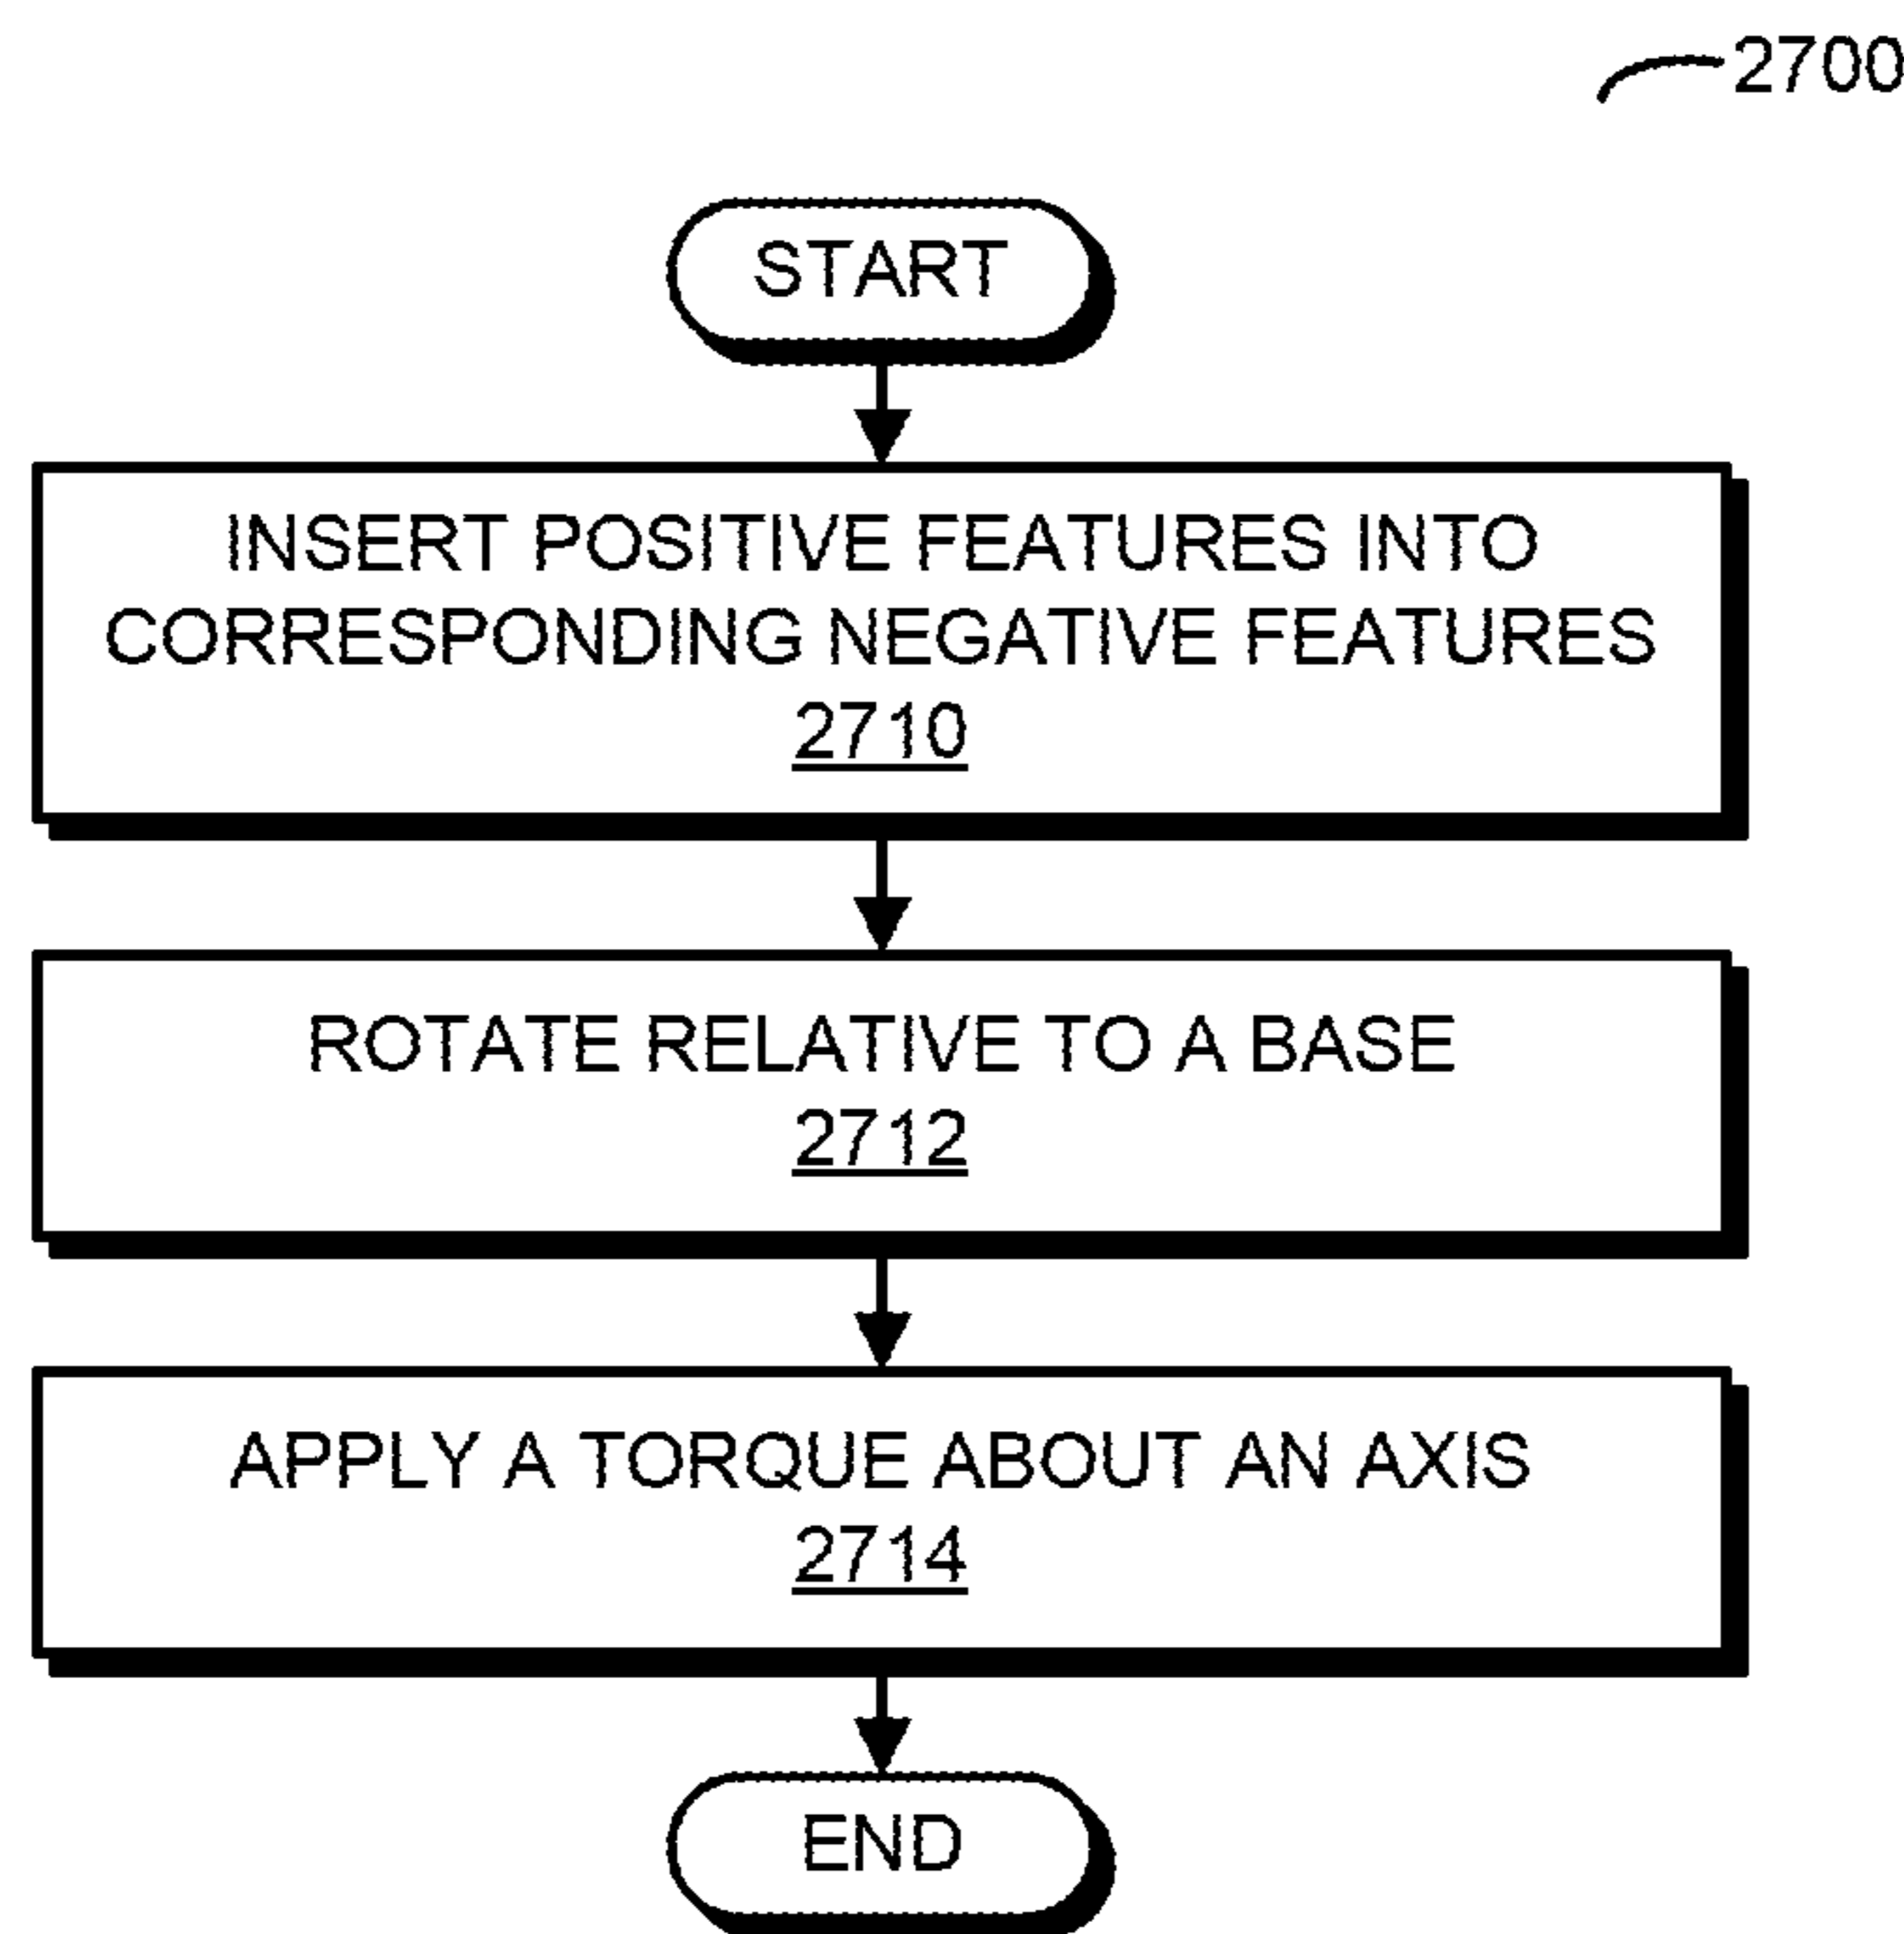 2700
START
INSERT POSITIVE FEATURES INTO
CORRESPONDING NEGATIVE FEATURES
2710
ROTATE RELATIVE TO A BASE
2712
APPLY A TORQUE ABOUT AN AXIS
2714
END